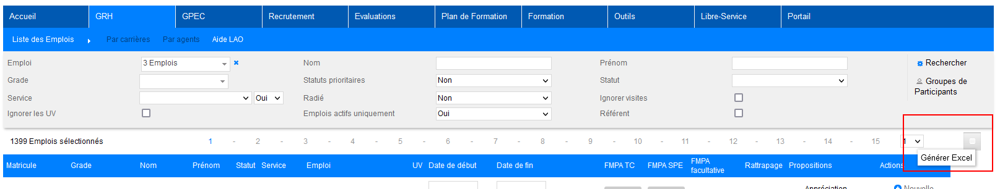 Accueil GRH GPEC Recrutement Evaluations Plan de Formation Formation Outils Libre-Service Portail
Liste des Emplois Par carrières Par agents Aide LAO
Emploi 3 Emplois Nom Prénom Rechercher
Grade Statuts prioritaires Non Statut Groupes de Participants
Service Oui Radié Non Ignorer visites
Ignorer les UV Emplois actifs uniquement Oui Référent
1399 Emplois sélectionnés 1 - 2 - 3 - 4 - 5 - 6 - 7 - 8 - 9 - 10 - 11 - 12 - 13 - 14 - 15 1
Générer Excel
Matricule Grade Nom Prénom Statut Service Emploi UV Date de début Date de fin FMPA TC FMPA SPE FMPA facultative Rattrapage Propositions Actions
Appréciation Nouvelle